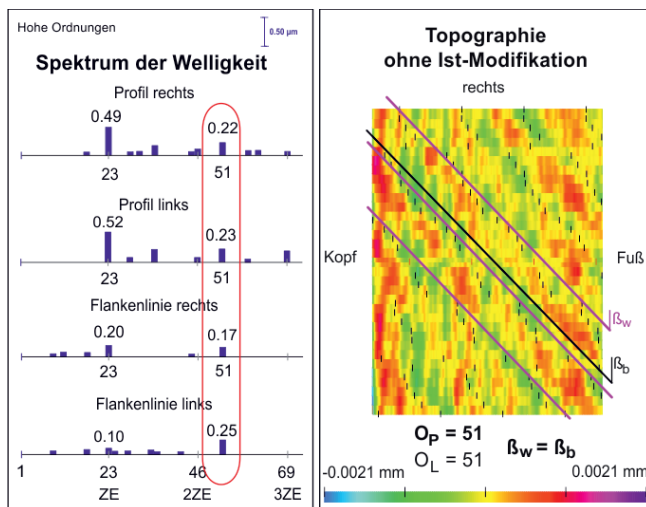 Hohe Ordnungen
0.50 µm
Spektrum der Welligkeit
Profil rechts
0.49
0.22
23
51
Profil links
0.52
0.23
23
51
Flankenlinie rechts
0.20
0.17
23
51
Flankenlinie links
0.10
0.25
1 23 46 69
ZE 2ZE 3ZE
Topographie
ohne Ist-Modifikation
rechts
Kopf
Fuß
ßw
ßb
OP = 51
OL = 51
ßw = ßb
-0.0021 mm
0.0021 mm